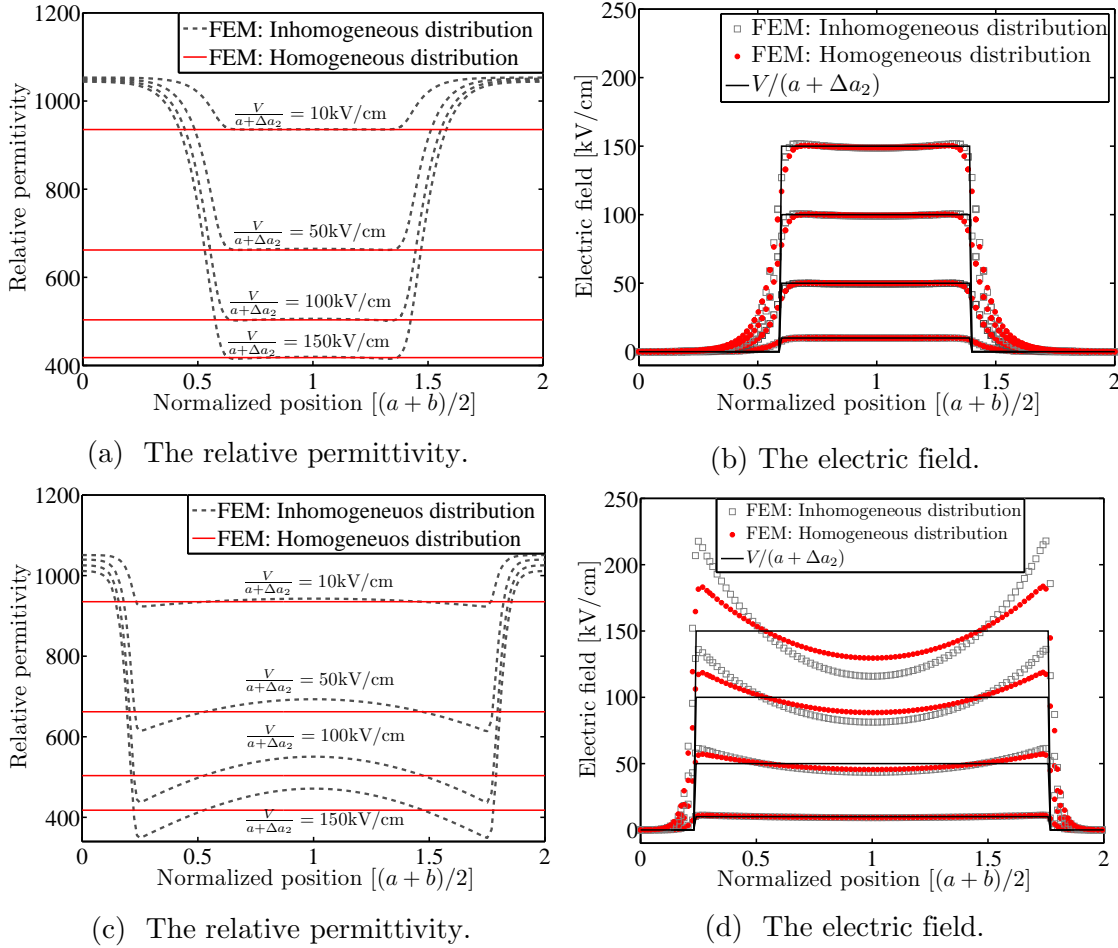 1200
1000
800
600
400
0
0.5
1
1.5
2
Relative permittivity
Normalized position [(a + b)/2]
FEM: Inhomogeneous distribution
FEM: Homogeneous distribution
V/(a+Δa₂) = 10kV/cm
V/(a+Δa₂) = 50kV/cm
V/(a+Δa₂) = 100kV/cm
V/(a+Δa₂) = 150kV/cm
(a) The relative permittivity.
250
200
150
100
50
0
0
0.5
1
1.5
2
Electric field [kV/cm]
Normalized position [(a + b)/2]
FEM: Inhomogeneous distribution
FEM: Homogeneous distribution
V/(a + Δa₂)
(b) The electric field.
1200
1000
800
600
400
0
0.5
1
1.5
2
Relative permittivity
Normalized position [(a + b)/2]
FEM: Inhomogeneuos distribution
FEM: Homogeneuos distribution
V/(a+Δa₂) = 10kV/cm
V/(a+Δa₂) = 50kV/cm
V/(a+Δa₂) = 100kV/cm
V/(a+Δa₂) = 150kV/cm
(c) The relative permittivity.
250
200
150
100
50
0
0
0.5
1
1.5
2
Electric field [kV/cm]
Normalized position [(a + b)/2]
FEM: Inhomogeneous distribution
FEM: Homogeneous distribution
V/(a + Δa₂)
(d) The electric field.